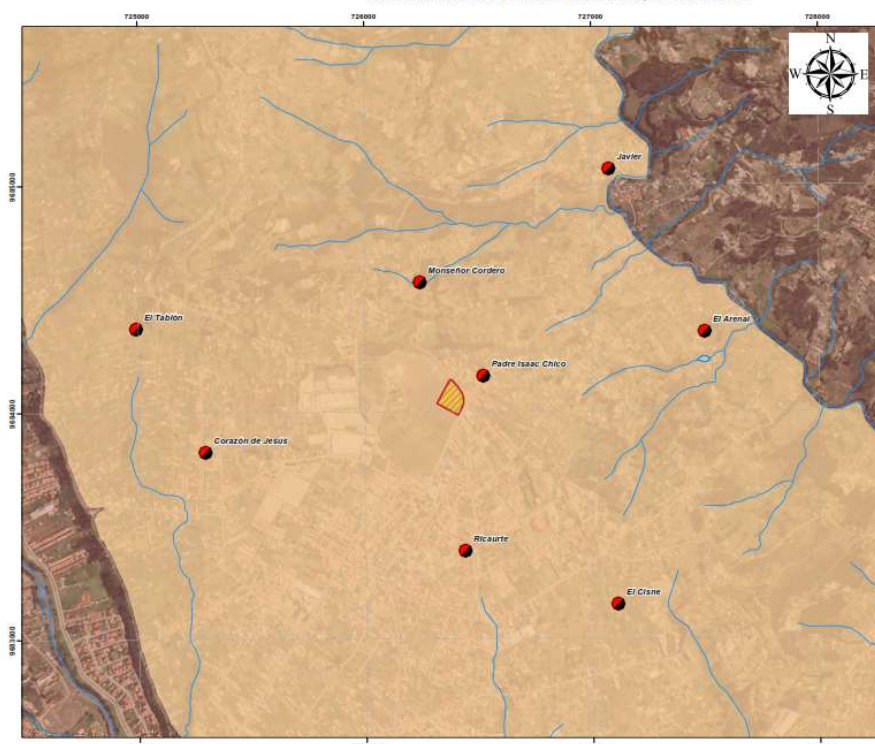 725000 726000 727000 728000
N
W E
S
Javier
9685000
Monseñor Cordero
El Tablón
El Arenal
Padre Isaac Chico
9684000
Corazón de Jesús
Ricaurte
El Cisne
9683000